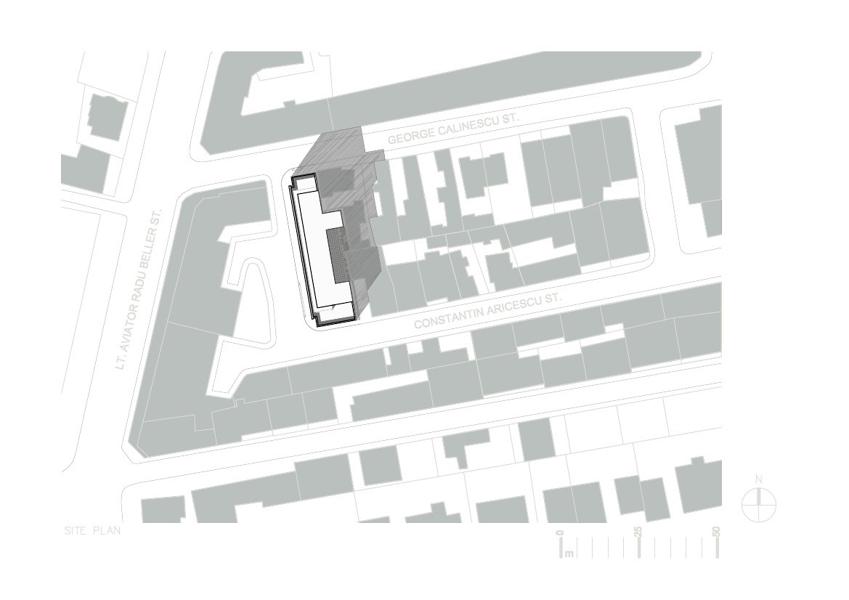 GEORGE CALINESCU ST.
LT. AVIATOR RADU BELLER ST.
CONSTANTIN ARICESCU ST.
N
SITE PLAN
0 25 50
m